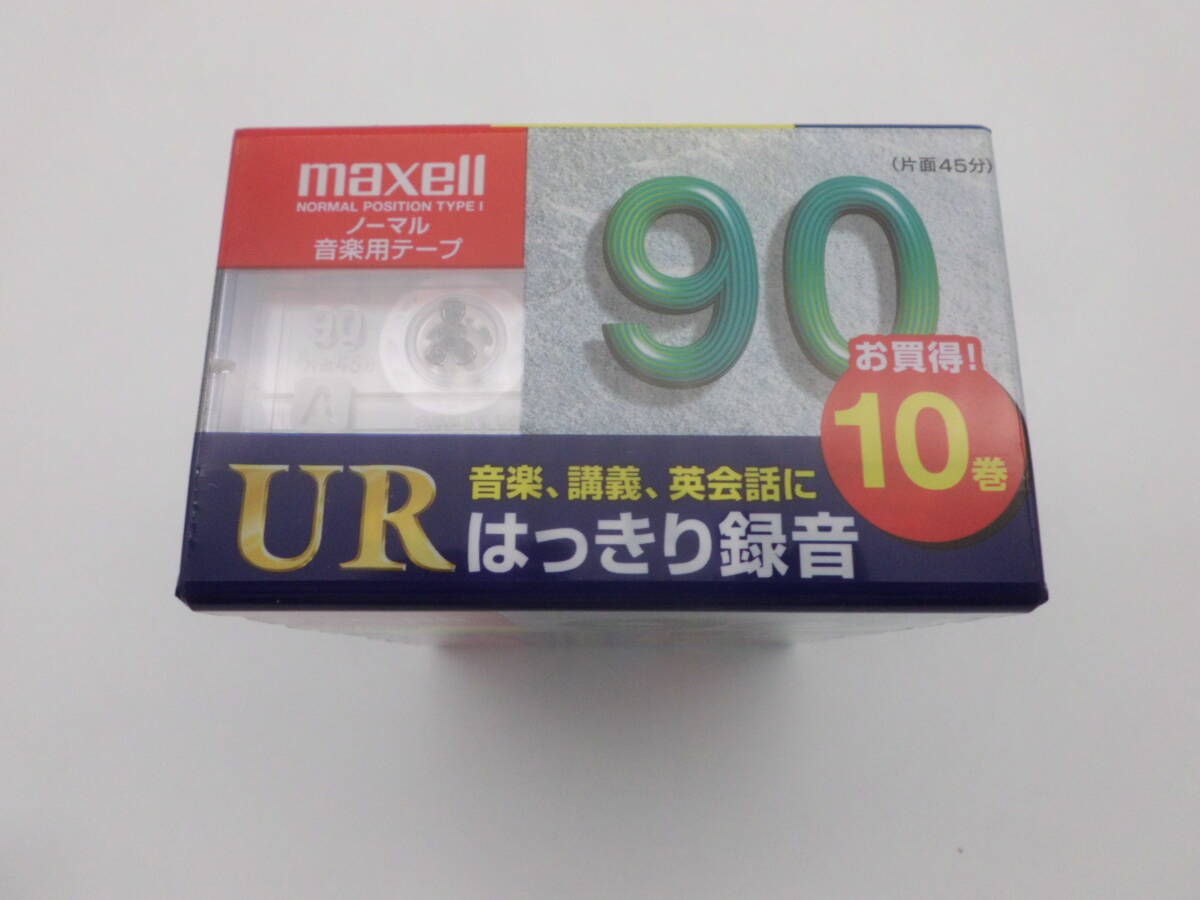 maxell
NORMAL POSITION TYPE I
ノーマル
音楽用テープ
(片面45分)
90
お買得!
10巻
UR
音楽、講義、英会話に
はっきり録音
90
A